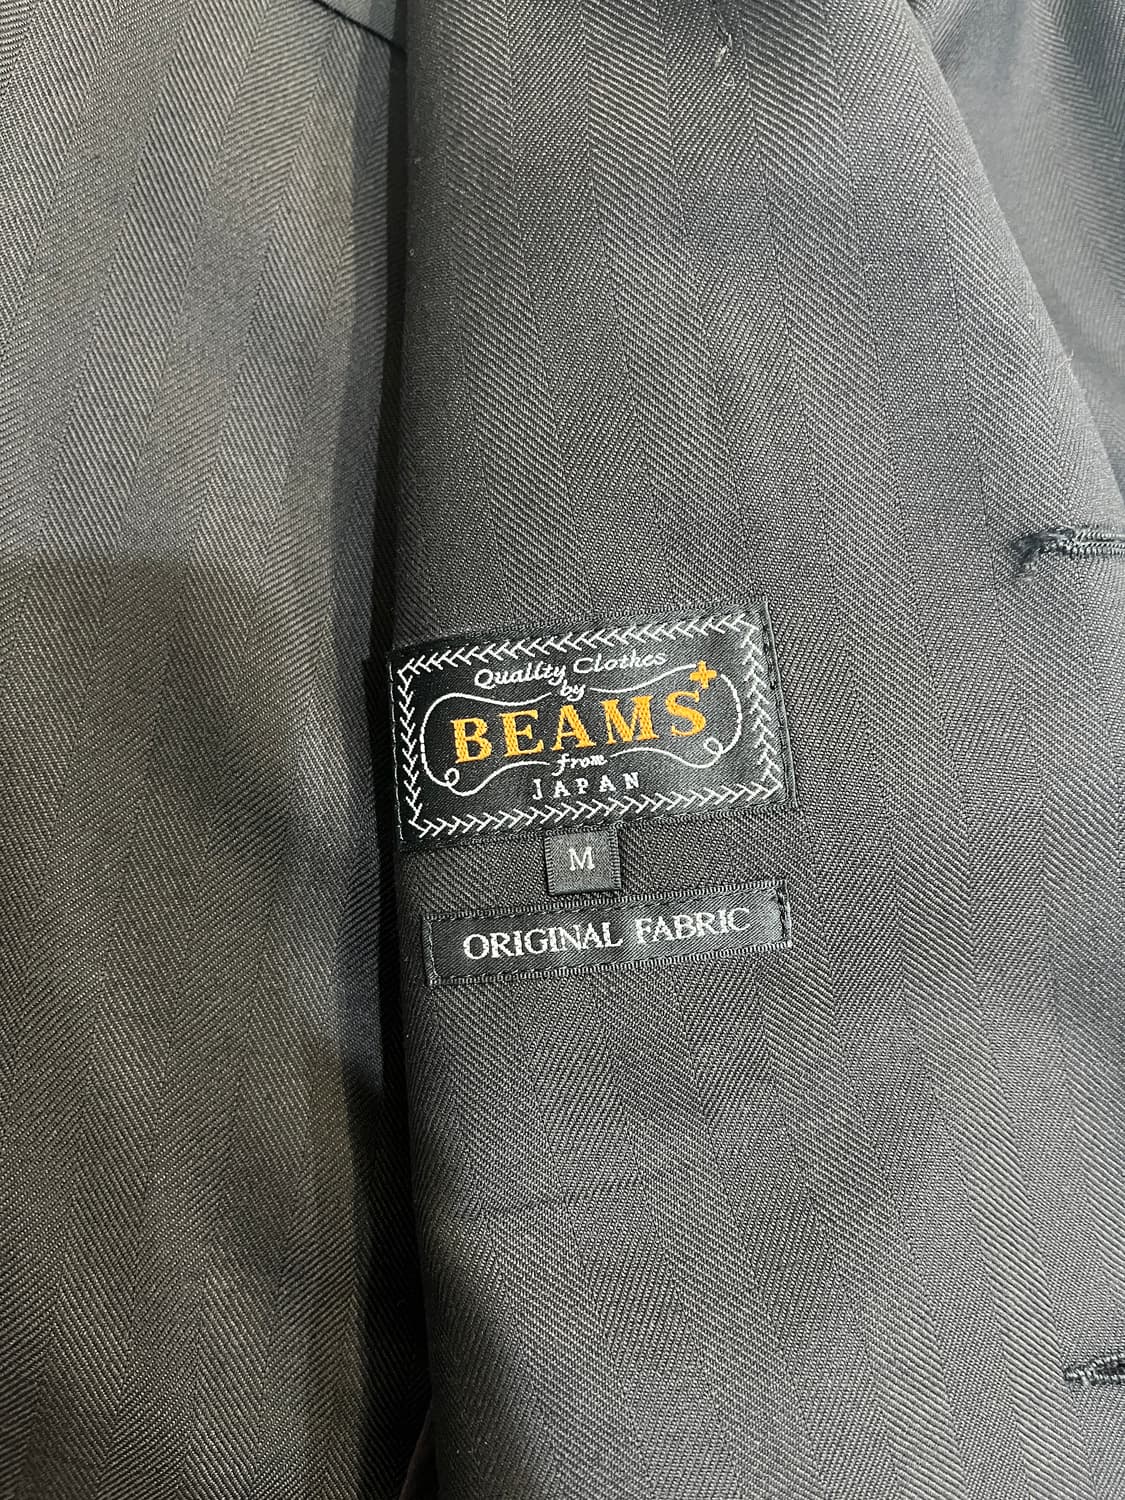 Quality Clothes
by
BEAMS+
from
JAPAN
M
ORIGINAL FABRIC